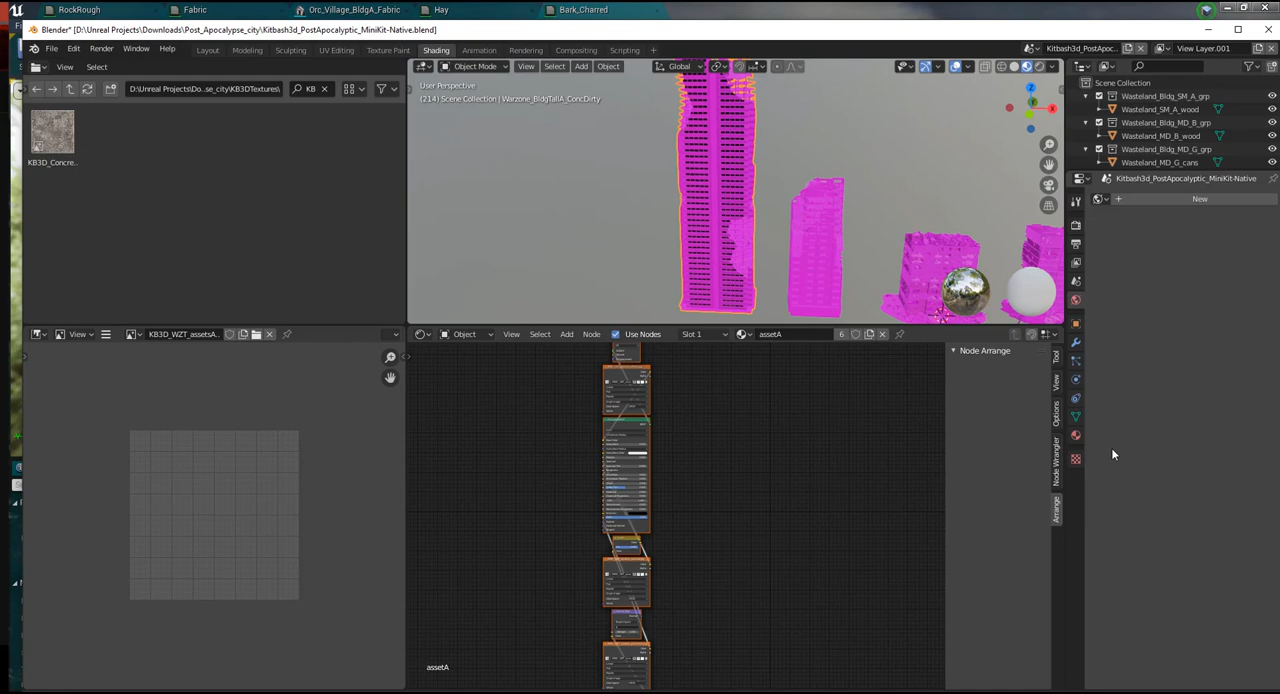 RockRough
Fabric
Orc_Village_BldgA_Fabric
Hay
Bark_Charred
Blender* [D:\Unreal Projects\Downloads\Post_Apocalypse_city\Kitbash3d_PostApocalyptic_MiniKit-Native.blend]
File Edit Render Window Help
Layout Modeling Sculpting UV Editing Texture Paint Shading Animation Rendering Compositing Scripting +
Kitbash3d_PostApoc...
View Layer.001
View Select
Object Mode View Select Add Object
Global
D:\Unreal Projects\Do...se_city\KB3DTextures\
KB
KB3D_Concre...
User Perspective
(214) Scene Collection | Warzone_BldgTallA_ConcDirty
Z
X
Scene Collection
Wasteland_Bldg_SM_A_grp
Wasteland_SM_A_wood
Wasteland_Bldg_MD_B_grp
Wasteland_MD_B_wood
Wasteland_Bldg_MD_G_grp
Wasteland_MD_G_cans
Kitbash3d_PostApocalyptic_MiniKit-Native
New
View
KB3D_WZT_assetA...
Object View Select Add Node Use Nodes Slot 1 assetA 6
Node Arrange
Tool
View
Options
Node Wrangler
Arrange
assetA